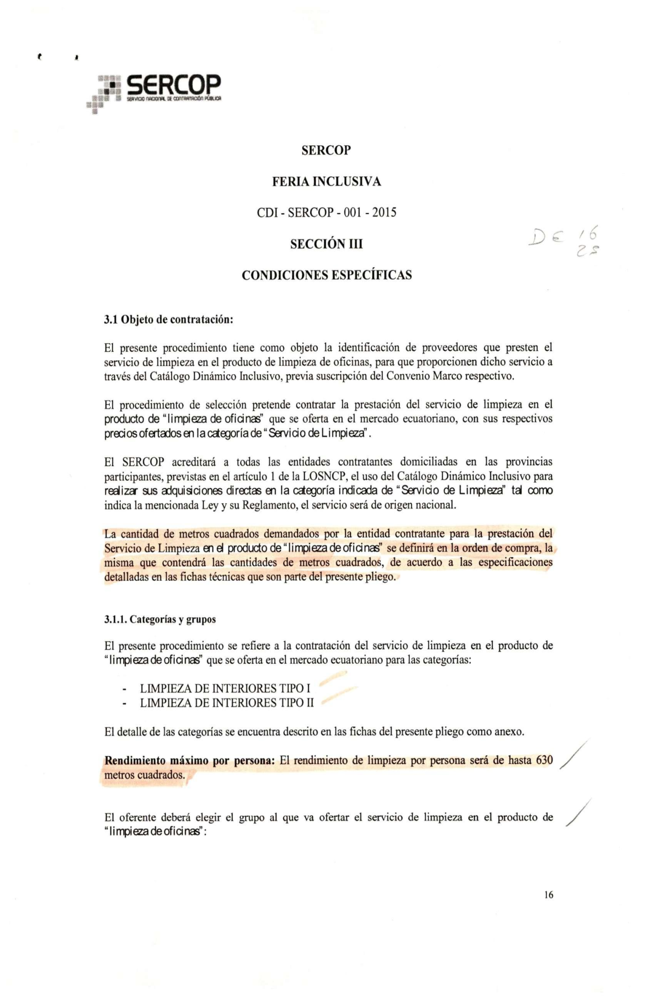 SERCOP
SERVICIO NACIONAL DE CONTRATACIÓN PÚBLICA
SERCOP
FERIA INCLUSIVA
CDI - SERCOP - 001 - 2015
SECCIÓN III
DE 16
25
CONDICIONES ESPECÍFICAS
3.1 Objeto de contratación:
El presente procedimiento tiene como objeto la identificación de proveedores que presten el
servicio de limpieza en el producto de limpieza de oficinas, para que proporcionen dicho servicio a
través del Catálogo Dinámico Inclusivo, previa suscripción del Convenio Marco respectivo.
El procedimiento de selección pretende contratar la prestación del servicio de limpieza en el
producto de “limpieza de oficinas” que se oferta en el mercado ecuatoriano, con sus respectivos
precios ofertados en la categoría de “Servicio de Limpieza”.
El SERCOP acreditará a todas las entidades contratantes domiciliadas en las provincias
participantes, previstas en el artículo 1 de la LOSNCP, el uso del Catálogo Dinámico Inclusivo para
realizar sus adquisiciones directas en la categoría indicada de “Servicio de Limpieza” tal como
indica la mencionada Ley y su Reglamento, el servicio será de origen nacional.
La cantidad de metros cuadrados demandados por la entidad contratante para la prestación del
Servicio de Limpieza en el producto de “limpieza de oficinas” se definirá en la orden de compra, la
misma que contendrá las cantidades de metros cuadrados, de acuerdo a las especificaciones
detalladas en las fichas técnicas que son parte del presente pliego.
3.1.1. Categorías y grupos
El presente procedimiento se refiere a la contratación del servicio de limpieza en el producto de
“limpieza de oficinas” que se oferta en el mercado ecuatoriano para las categorías:
- LIMPIEZA DE INTERIORES TIPO I
- LIMPIEZA DE INTERIORES TIPO II
El detalle de las categorías se encuentra descrito en las fichas del presente pliego como anexo.
Rendimiento máximo por persona: El rendimiento de limpieza por persona será de hasta 630
metros cuadrados.
El oferente deberá elegir el grupo al que va ofertar el servicio de limpieza en el producto de
“limpieza de oficinas”:
16